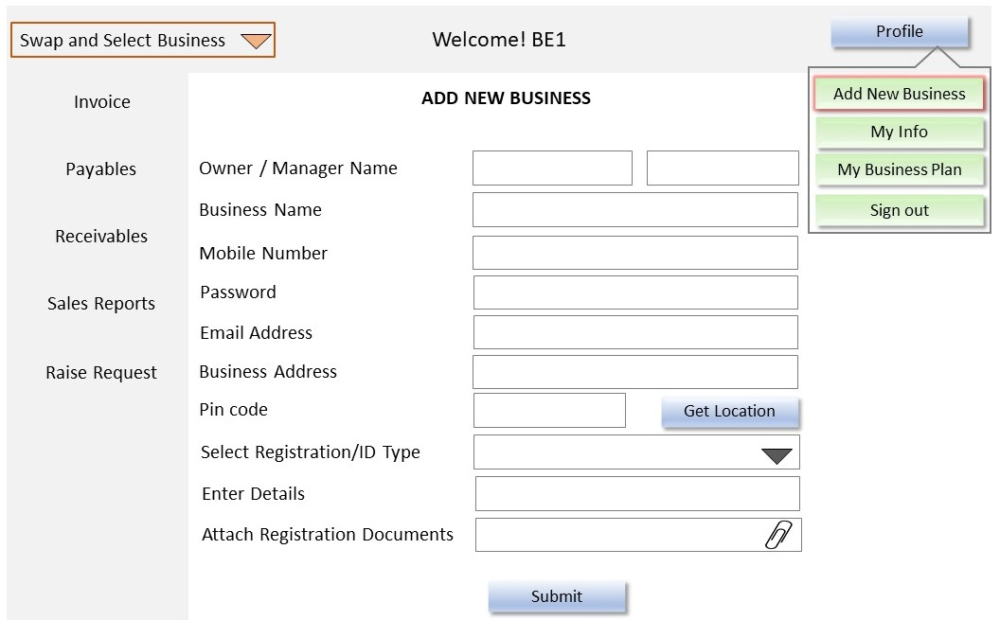 Swap and Select Business
Welcome! BE1
Profile
Add New Business
My Info
My Business Plan
Sign out
Invoice
Payables
Receivables
Sales Reports
Raise Request
ADD NEW BUSINESS
Owner / Manager Name
Business Name
Mobile Number
Password
Email Address
Business Address
Pin code
Get Location
Select Registration/ID Type
Enter Details
Attach Registration Documents
Submit